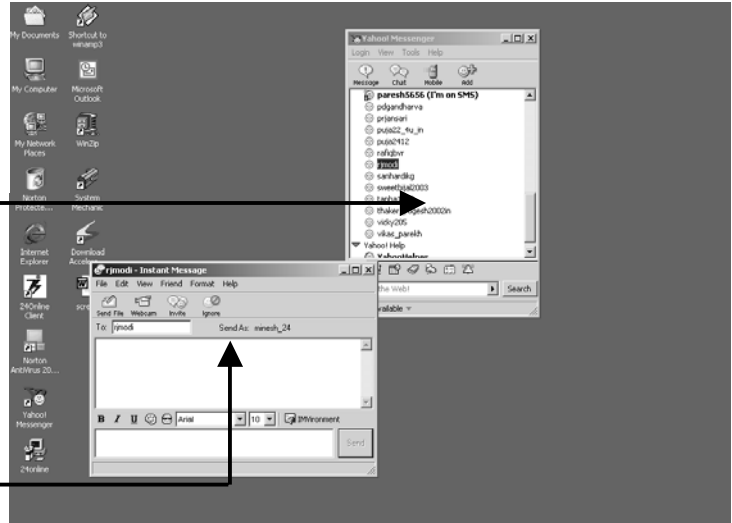 My Documents
Shortcut to
winamp3
My Computer
Microsoft
Outlook
My Network
Places
WinZip
Norton
Protecte...
System
Mechanic
Internet
Explorer
Download
Accelera
24Online
Client
scre
Norton
AntiVirus 20...
Yahoo!
Messenger
24online
Yahoo! Messenger
Login View Tools Help
Message Chat Mobile Add
paresh5656 (I'm on SMS)
pdgandharva
prjansari
puja22_4u_in
puja2412
rafiqbvr
rjmodi
sanhardikg
sweetbijal2003
vicky205
vikas_parekh
Yahoo! Help
YahooHelper
the Web!
Search
vailable
rjmodi - Instant Message
File Edit View Friend Format Help
Send File Webcam Invite Ignore
To: rjmodi Send As: minesh_24
B I U Arial 10 IMVironment
Send